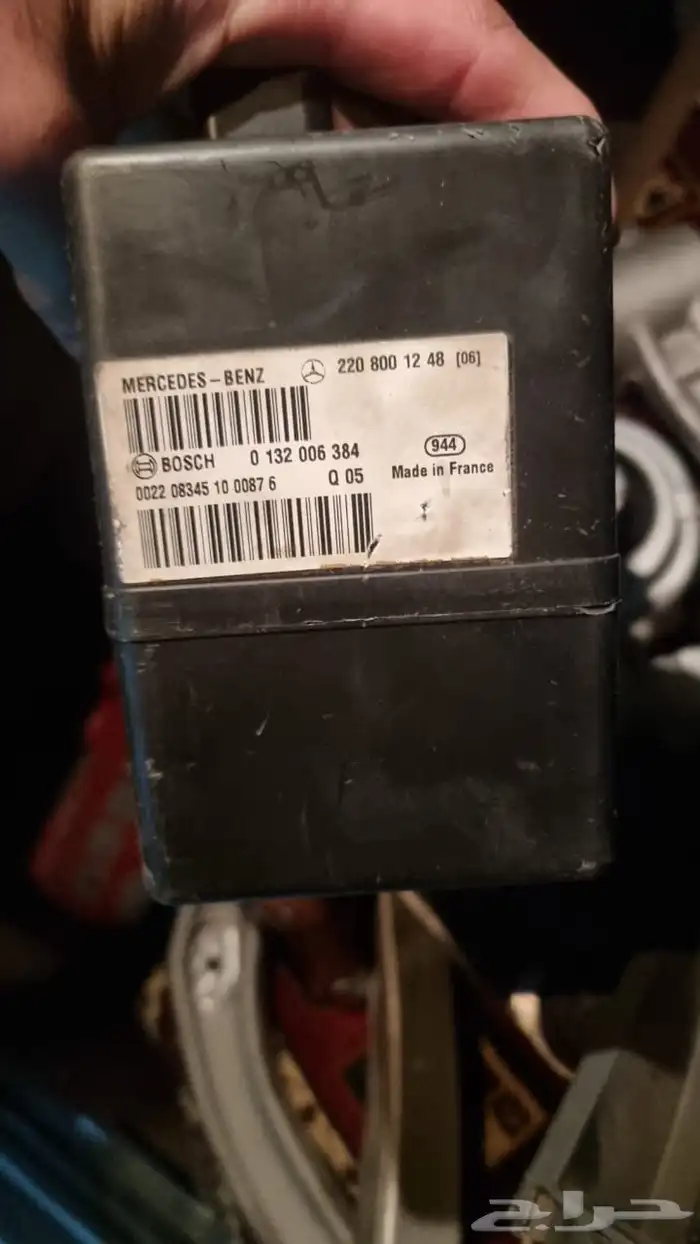 MERCEDES-BENZ 220 800 12 48 [06]
BOSCH 0 132 006 384
944
0022 08345 10 0087 6 Q 05
Made in France
حراج